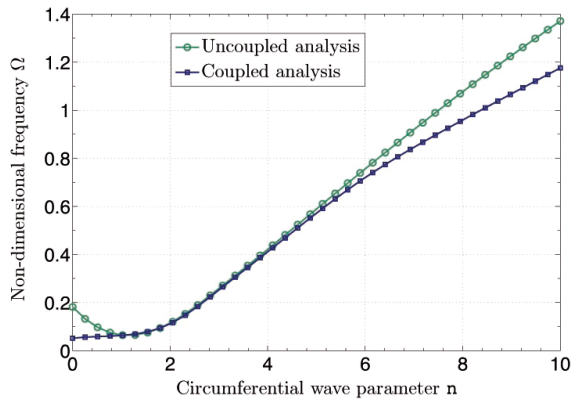 1.4
1.2
1
0.8
0.6
0.4
0.2
0
Non-dimensional frequency Ω
Uncoupled analysis
Coupled analysis
0 2 4 6 8 10
Circumferential wave parameter n